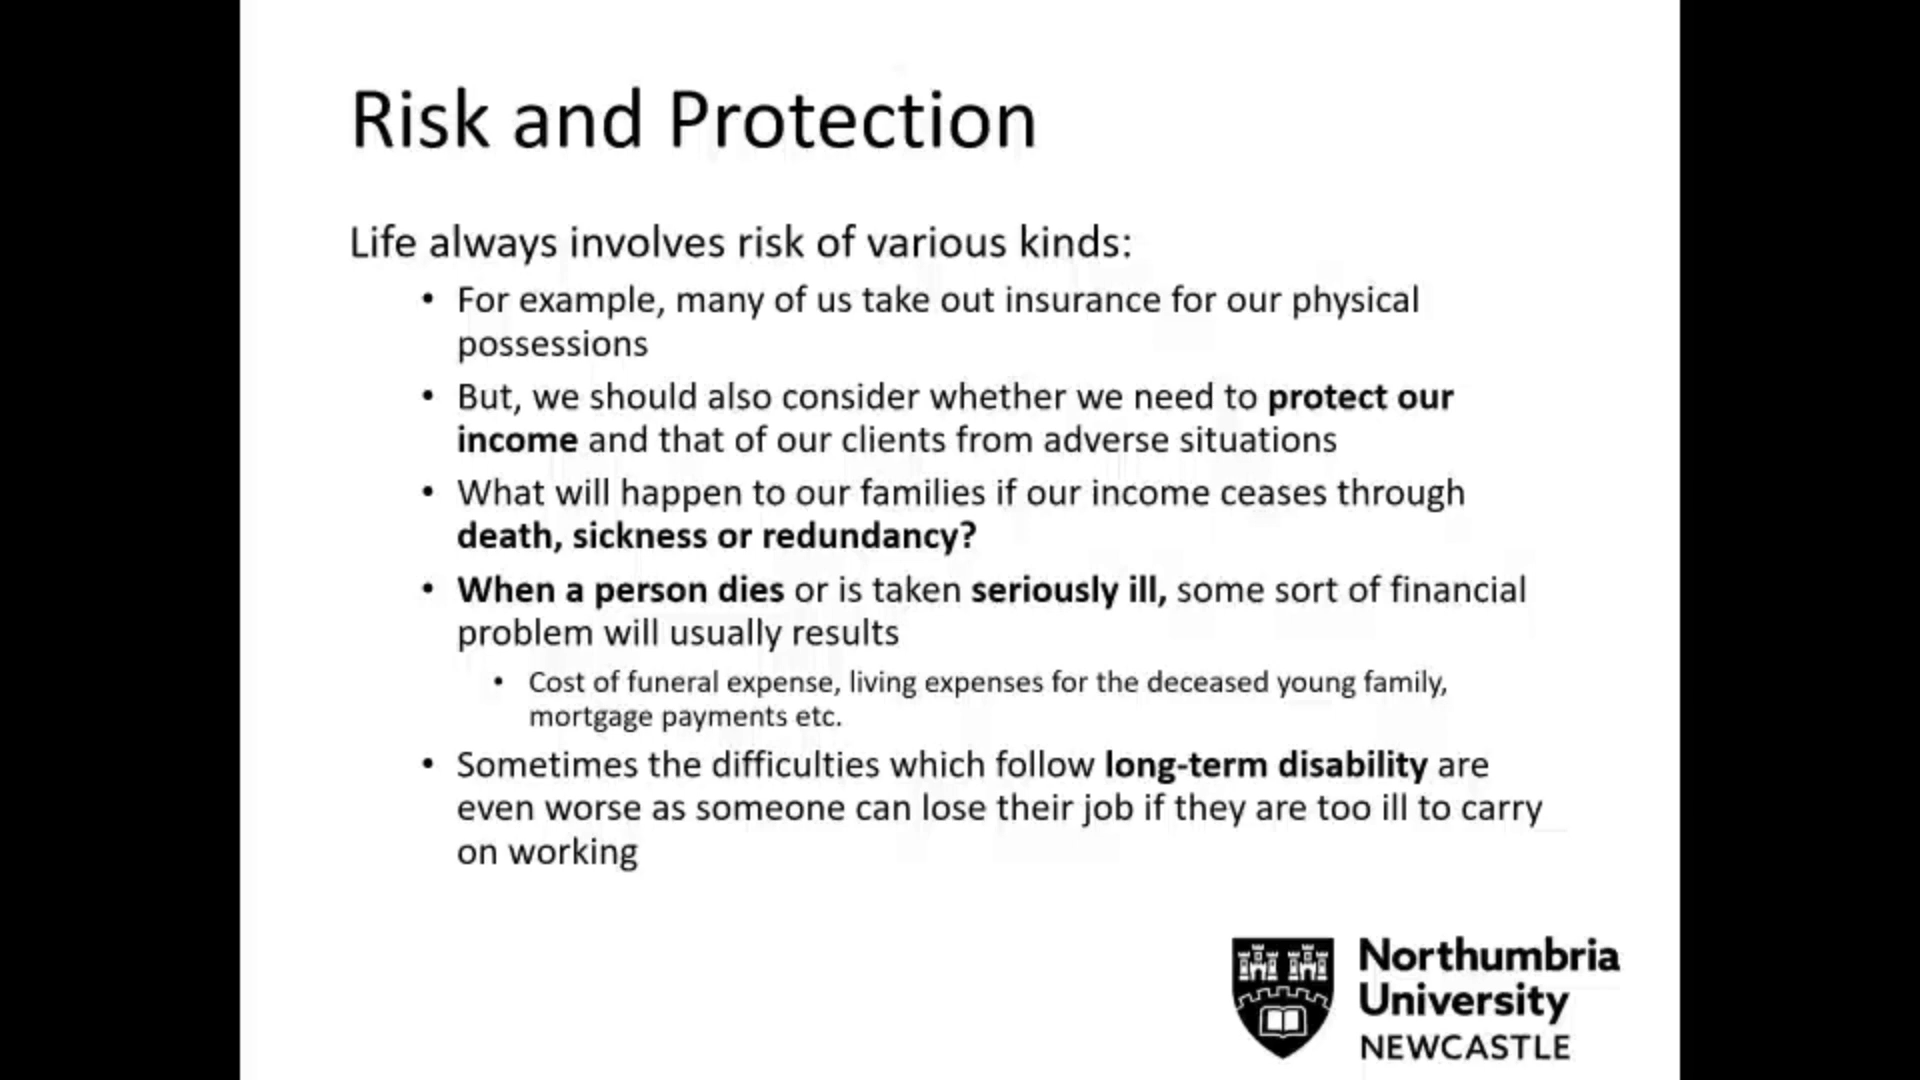 Risk and Protection
Life always involves risk of various kinds:
• For example, many of us take out insurance for our physical
possessions
• But, we should also consider whether we need to protect our
income and that of our clients from adverse situations
• What will happen to our families if our income ceases through
death, sickness or redundancy?
• When a person dies or is taken seriously ill, some sort of financial
problem will usually results
• Cost of funeral expense, living expenses for the deceased young family,
mortgage payments etc.
• Sometimes the difficulties which follow long-term disability are
even worse as someone can lose their job if they are too ill to carry
on working
Northumbria
University
NEWCASTLE